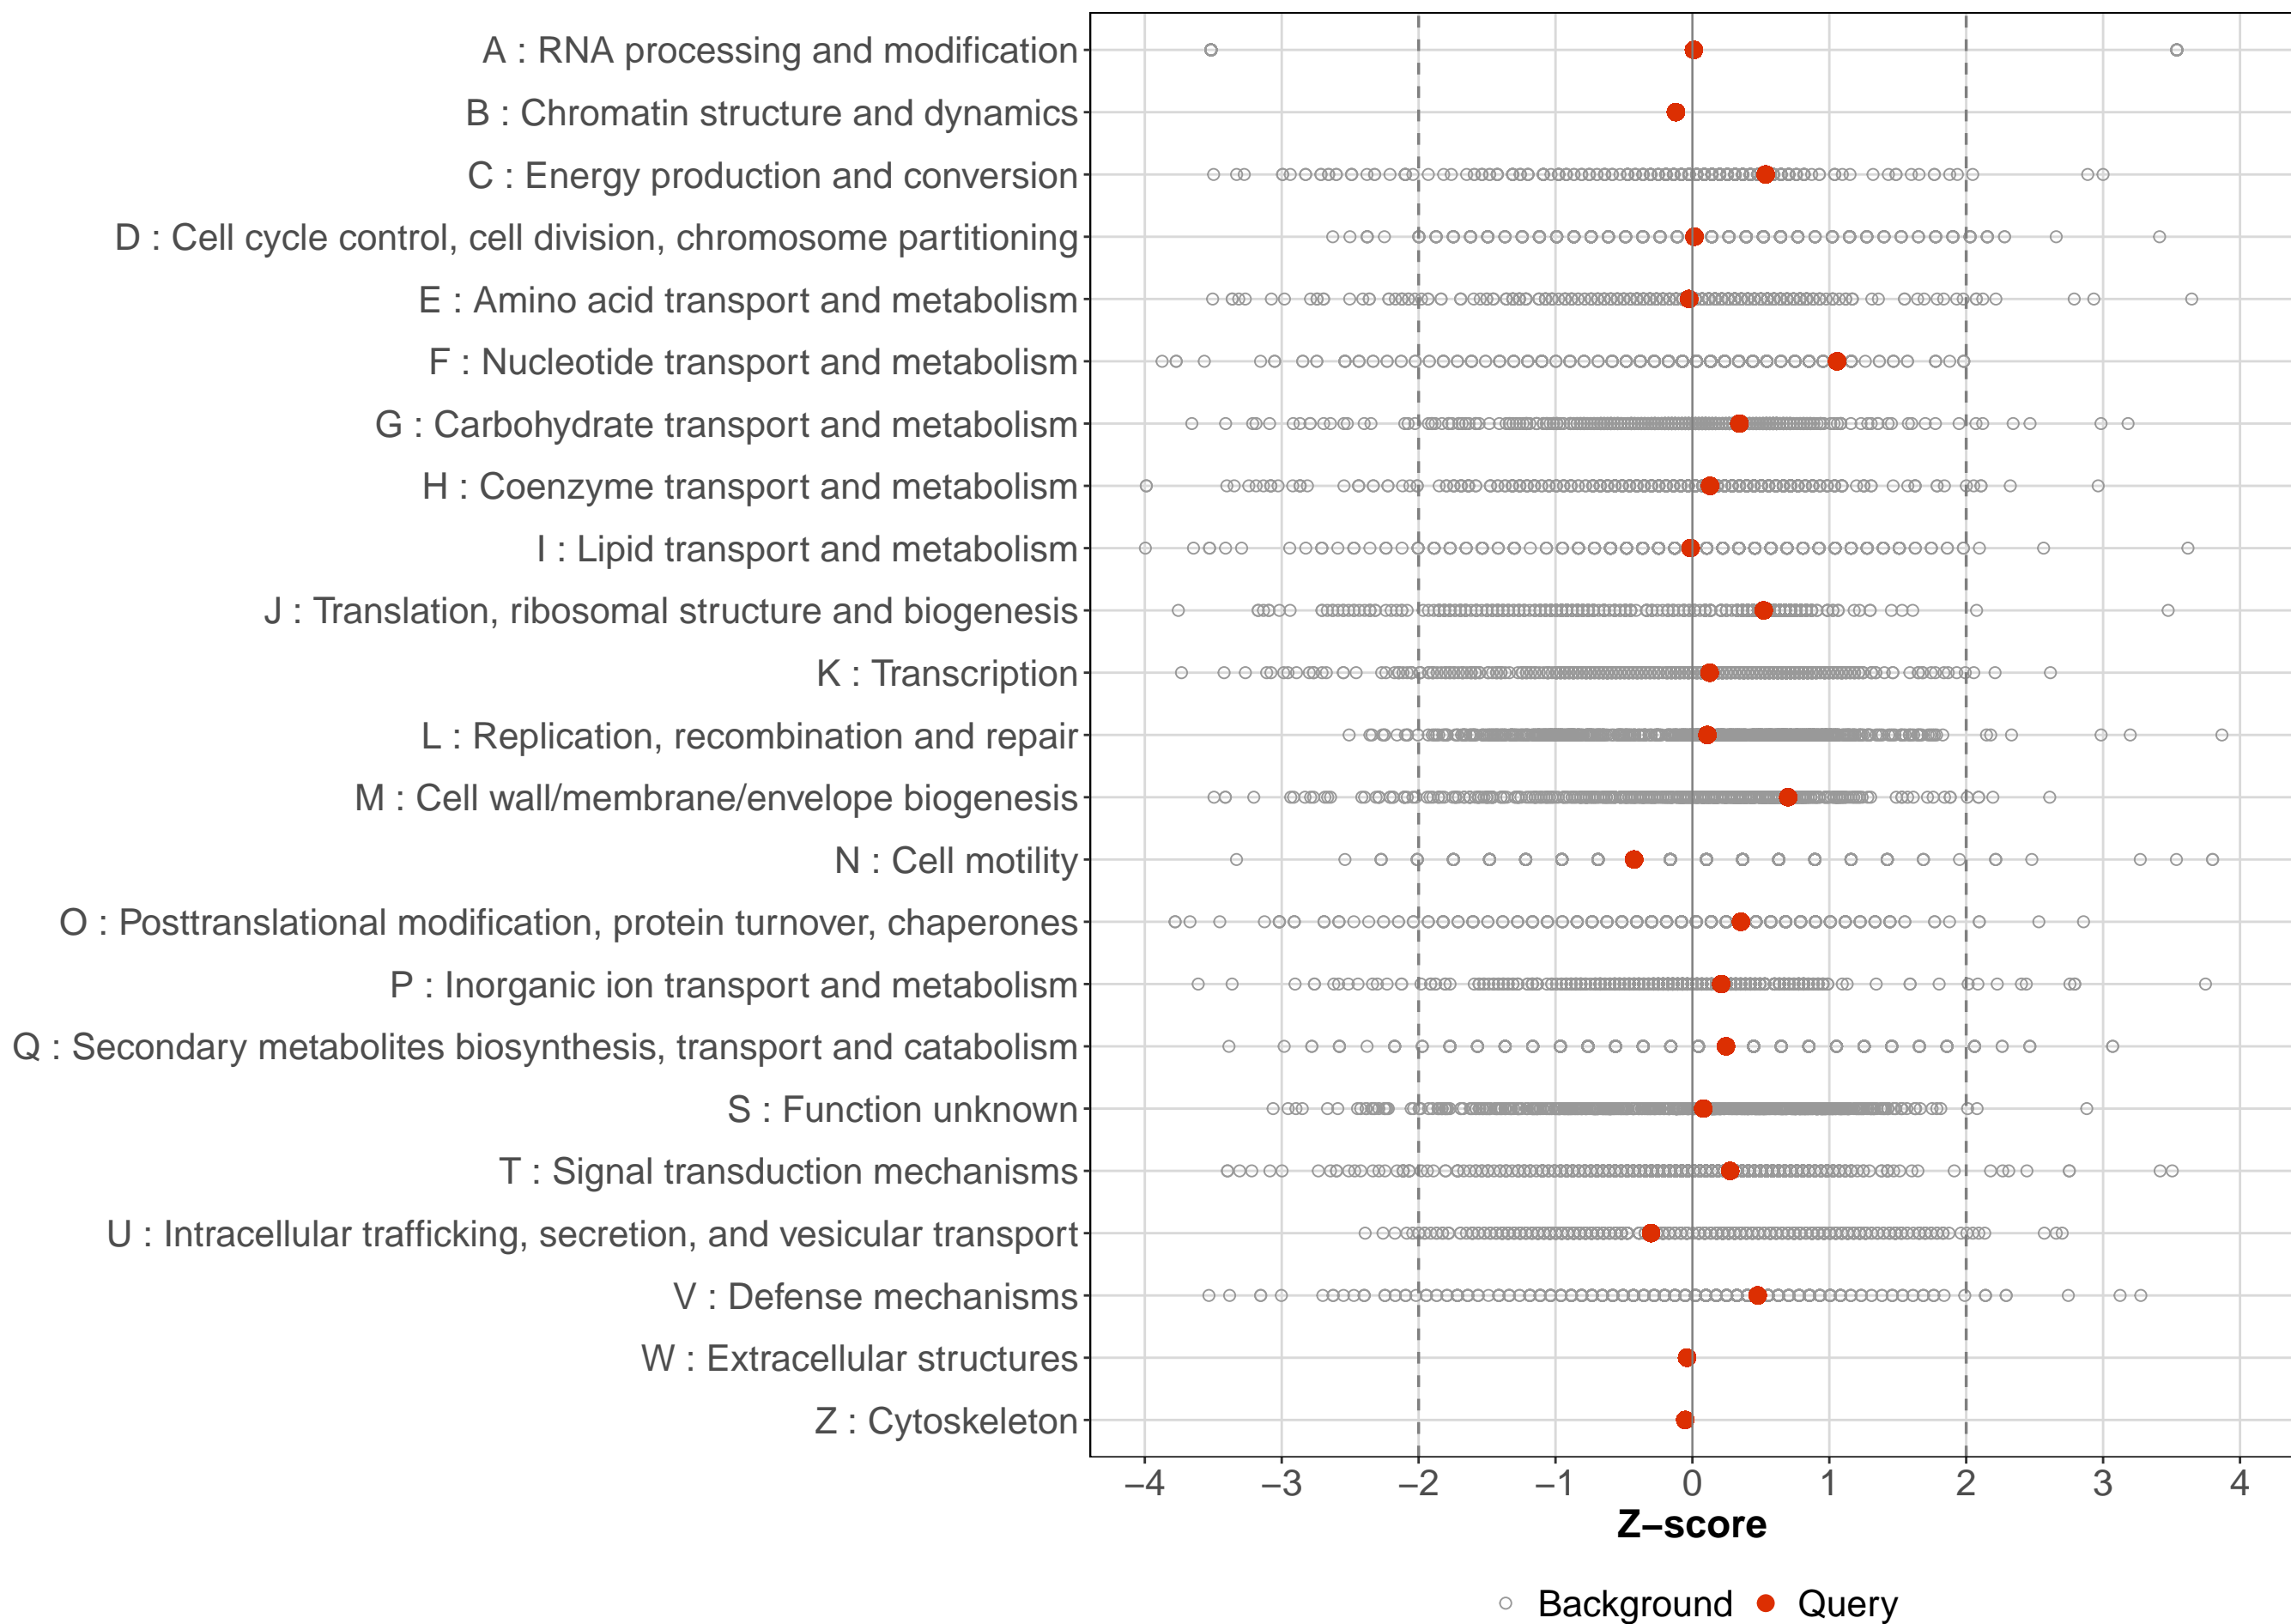 A : RNA processing and modification
B : Chromatin structure and dynamics
C : Energy production and conversion
D : Cell cycle control, cell division, chromosome partitioning
E : Amino acid transport and metabolism
F : Nucleotide transport and metabolism
G : Carbohydrate transport and metabolism
H : Coenzyme transport and metabolism
I : Lipid transport and metabolism
J : Translation, ribosomal structure and biogenesis
K : Transcription
L : Replication, recombination and repair
M : Cell wall/membrane/envelope biogenesis
N : Cell motility
O : Posttranslational modification, protein turnover, chaperones
P : Inorganic ion transport and metabolism
Q : Secondary metabolites biosynthesis, transport and catabolism
S : Function unknown
T : Signal transduction mechanisms
U : Intracellular trafficking, secretion, and vesicular transport
V : Defense mechanisms
W : Extracellular structures
Z : Cytoskeleton
−4 −3 −2 −1 0 1 2 3 4
Z−score
Background Query